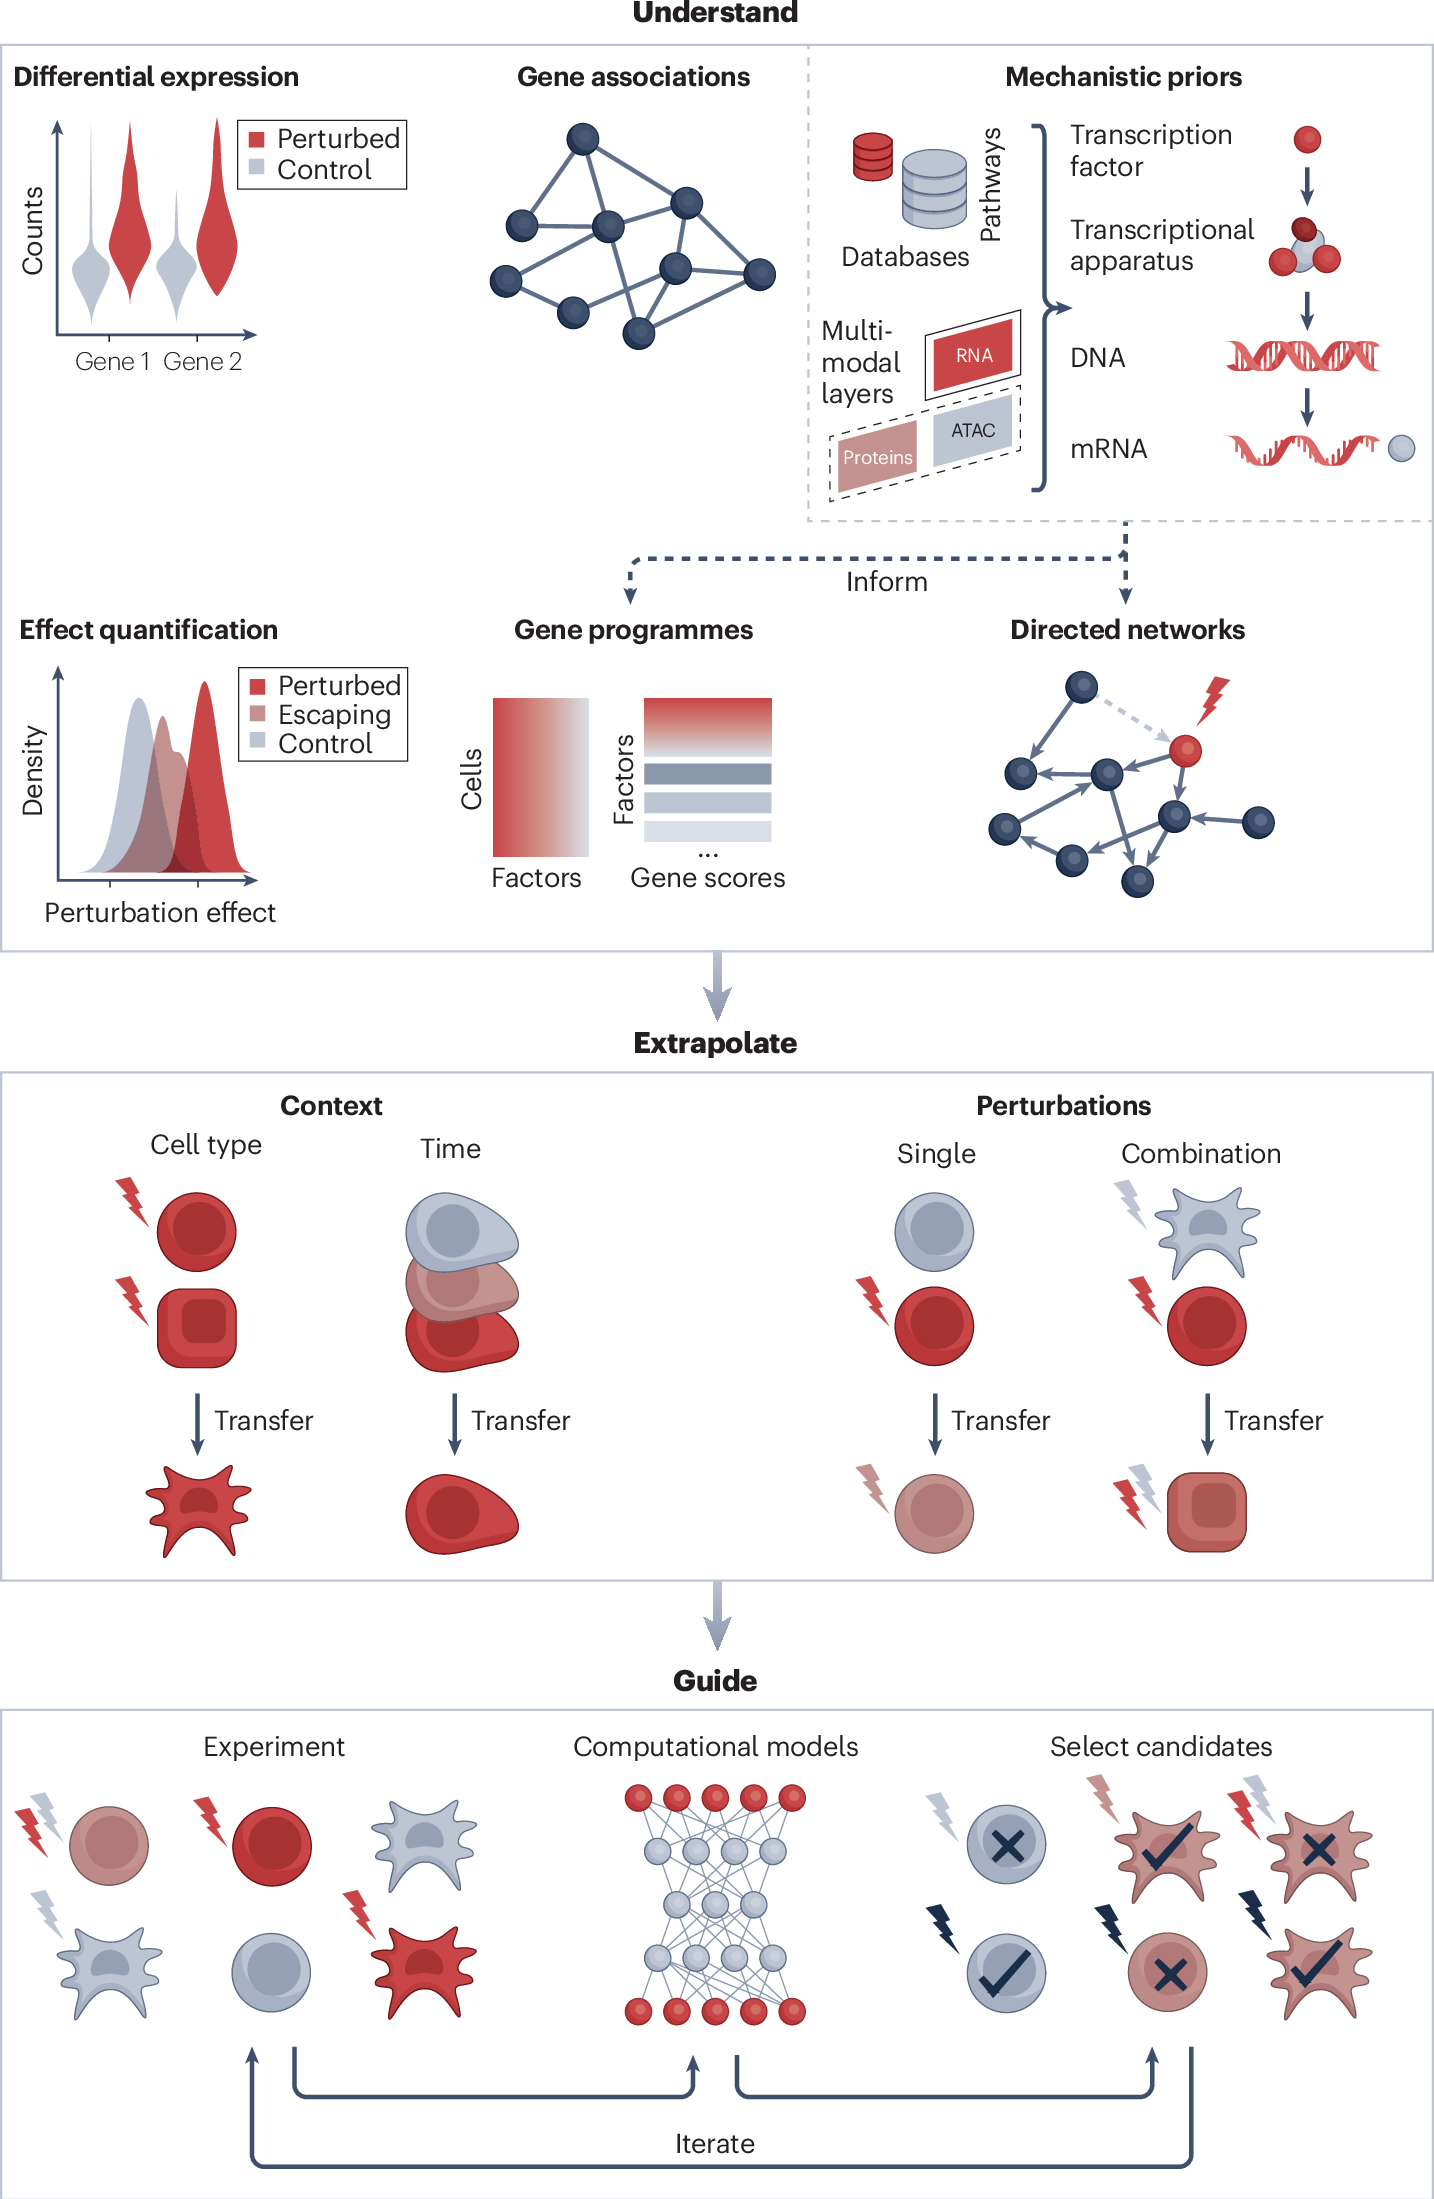 Understand
Differential expression
Counts
Perturbed
Control
Gene 1
Gene 2
Gene associations
Mechanistic priors
Databases
Pathways
Multi-
modal
layers
RNA
Proteins
ATAC
Transcription
factor
Transcriptional
apparatus
DNA
mRNA
Inform
Effect quantification
Density
Perturbed
Escaping
Control
Perturbation effect
Gene programmes
Cells
Factors
Factors
...
Gene scores
Directed networks
Extrapolate
Context
Cell type
Time
Transfer
Transfer
Perturbations
Single
Combination
Transfer
Transfer
Guide
Experiment
Computational models
Select candidates
Iterate